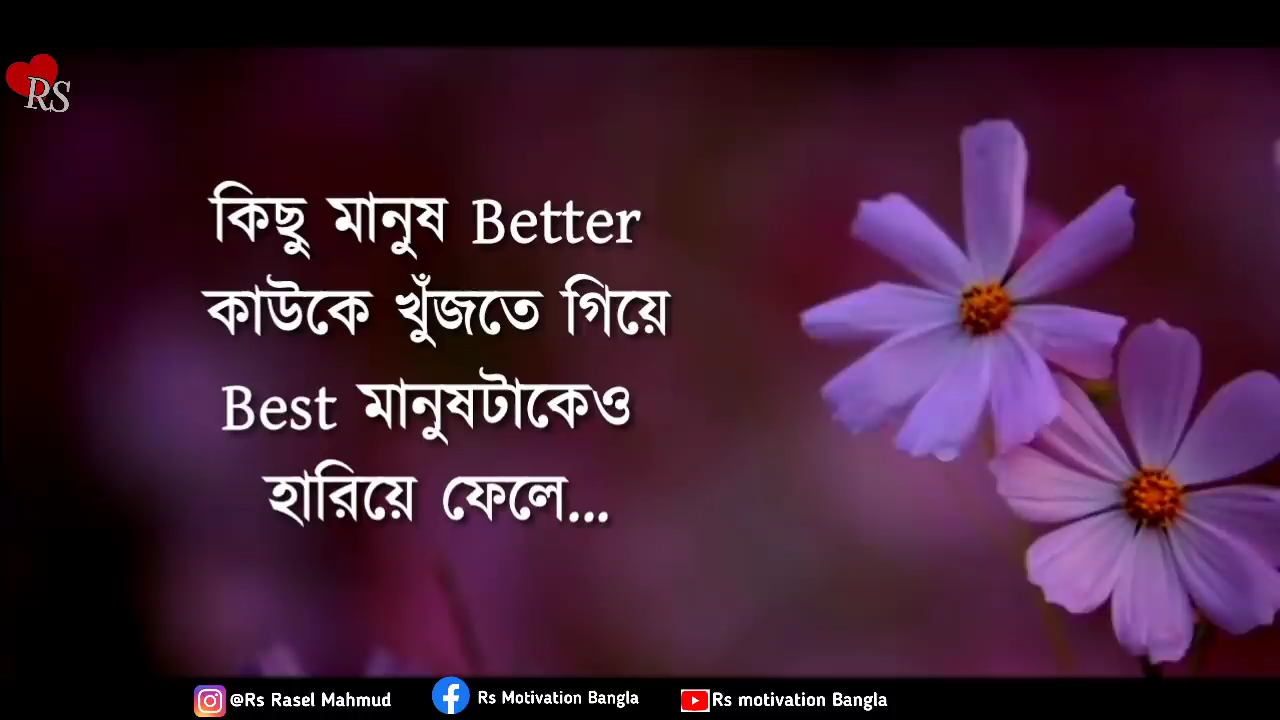 RS
কিছু মানুষ Better
কাউকে খুঁজতে গিয়ে
Best মানুষটাকেও
হারিয়ে ফেলে...
@Rs Rasel Mahmud
Rs Motivation Bangla
Rs motivation Bangla